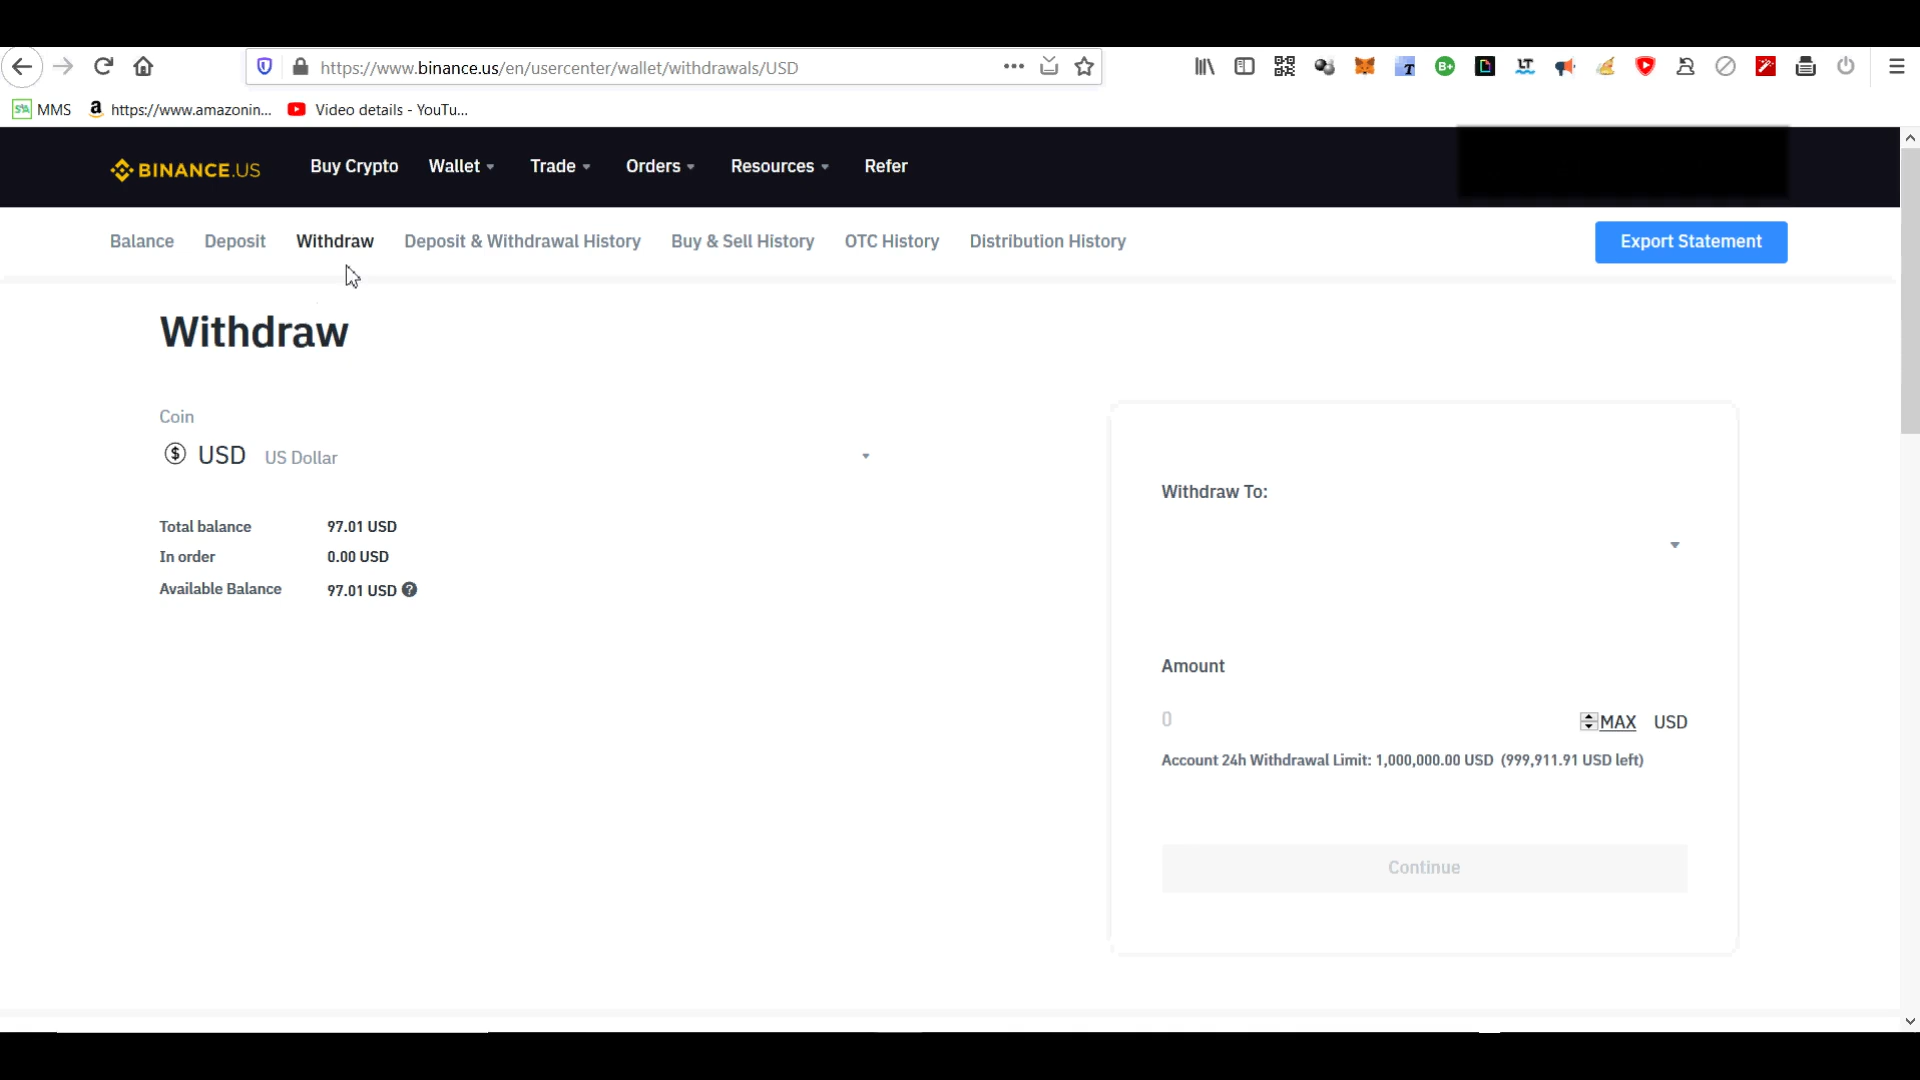 https://www.binance.us/en/usercenter/wallet/withdrawals/USD
MMS https://www.amazonin... Video details - YouTu...
BINANCE.US Buy Crypto Wallet Trade Orders Resources Refer
Balance Deposit Withdraw Deposit & Withdrawal History Buy & Sell History OTC History Distribution History Export Statement
Withdraw
Coin
USD US Dollar
Total balance 97.01 USD
In order 0.00 USD
Available Balance 97.01 USD
Withdraw To:
Amount
0 MAX USD
Account 24h Withdrawal Limit: 1,000,000.00 USD (999,911.91 USD left)
Continue